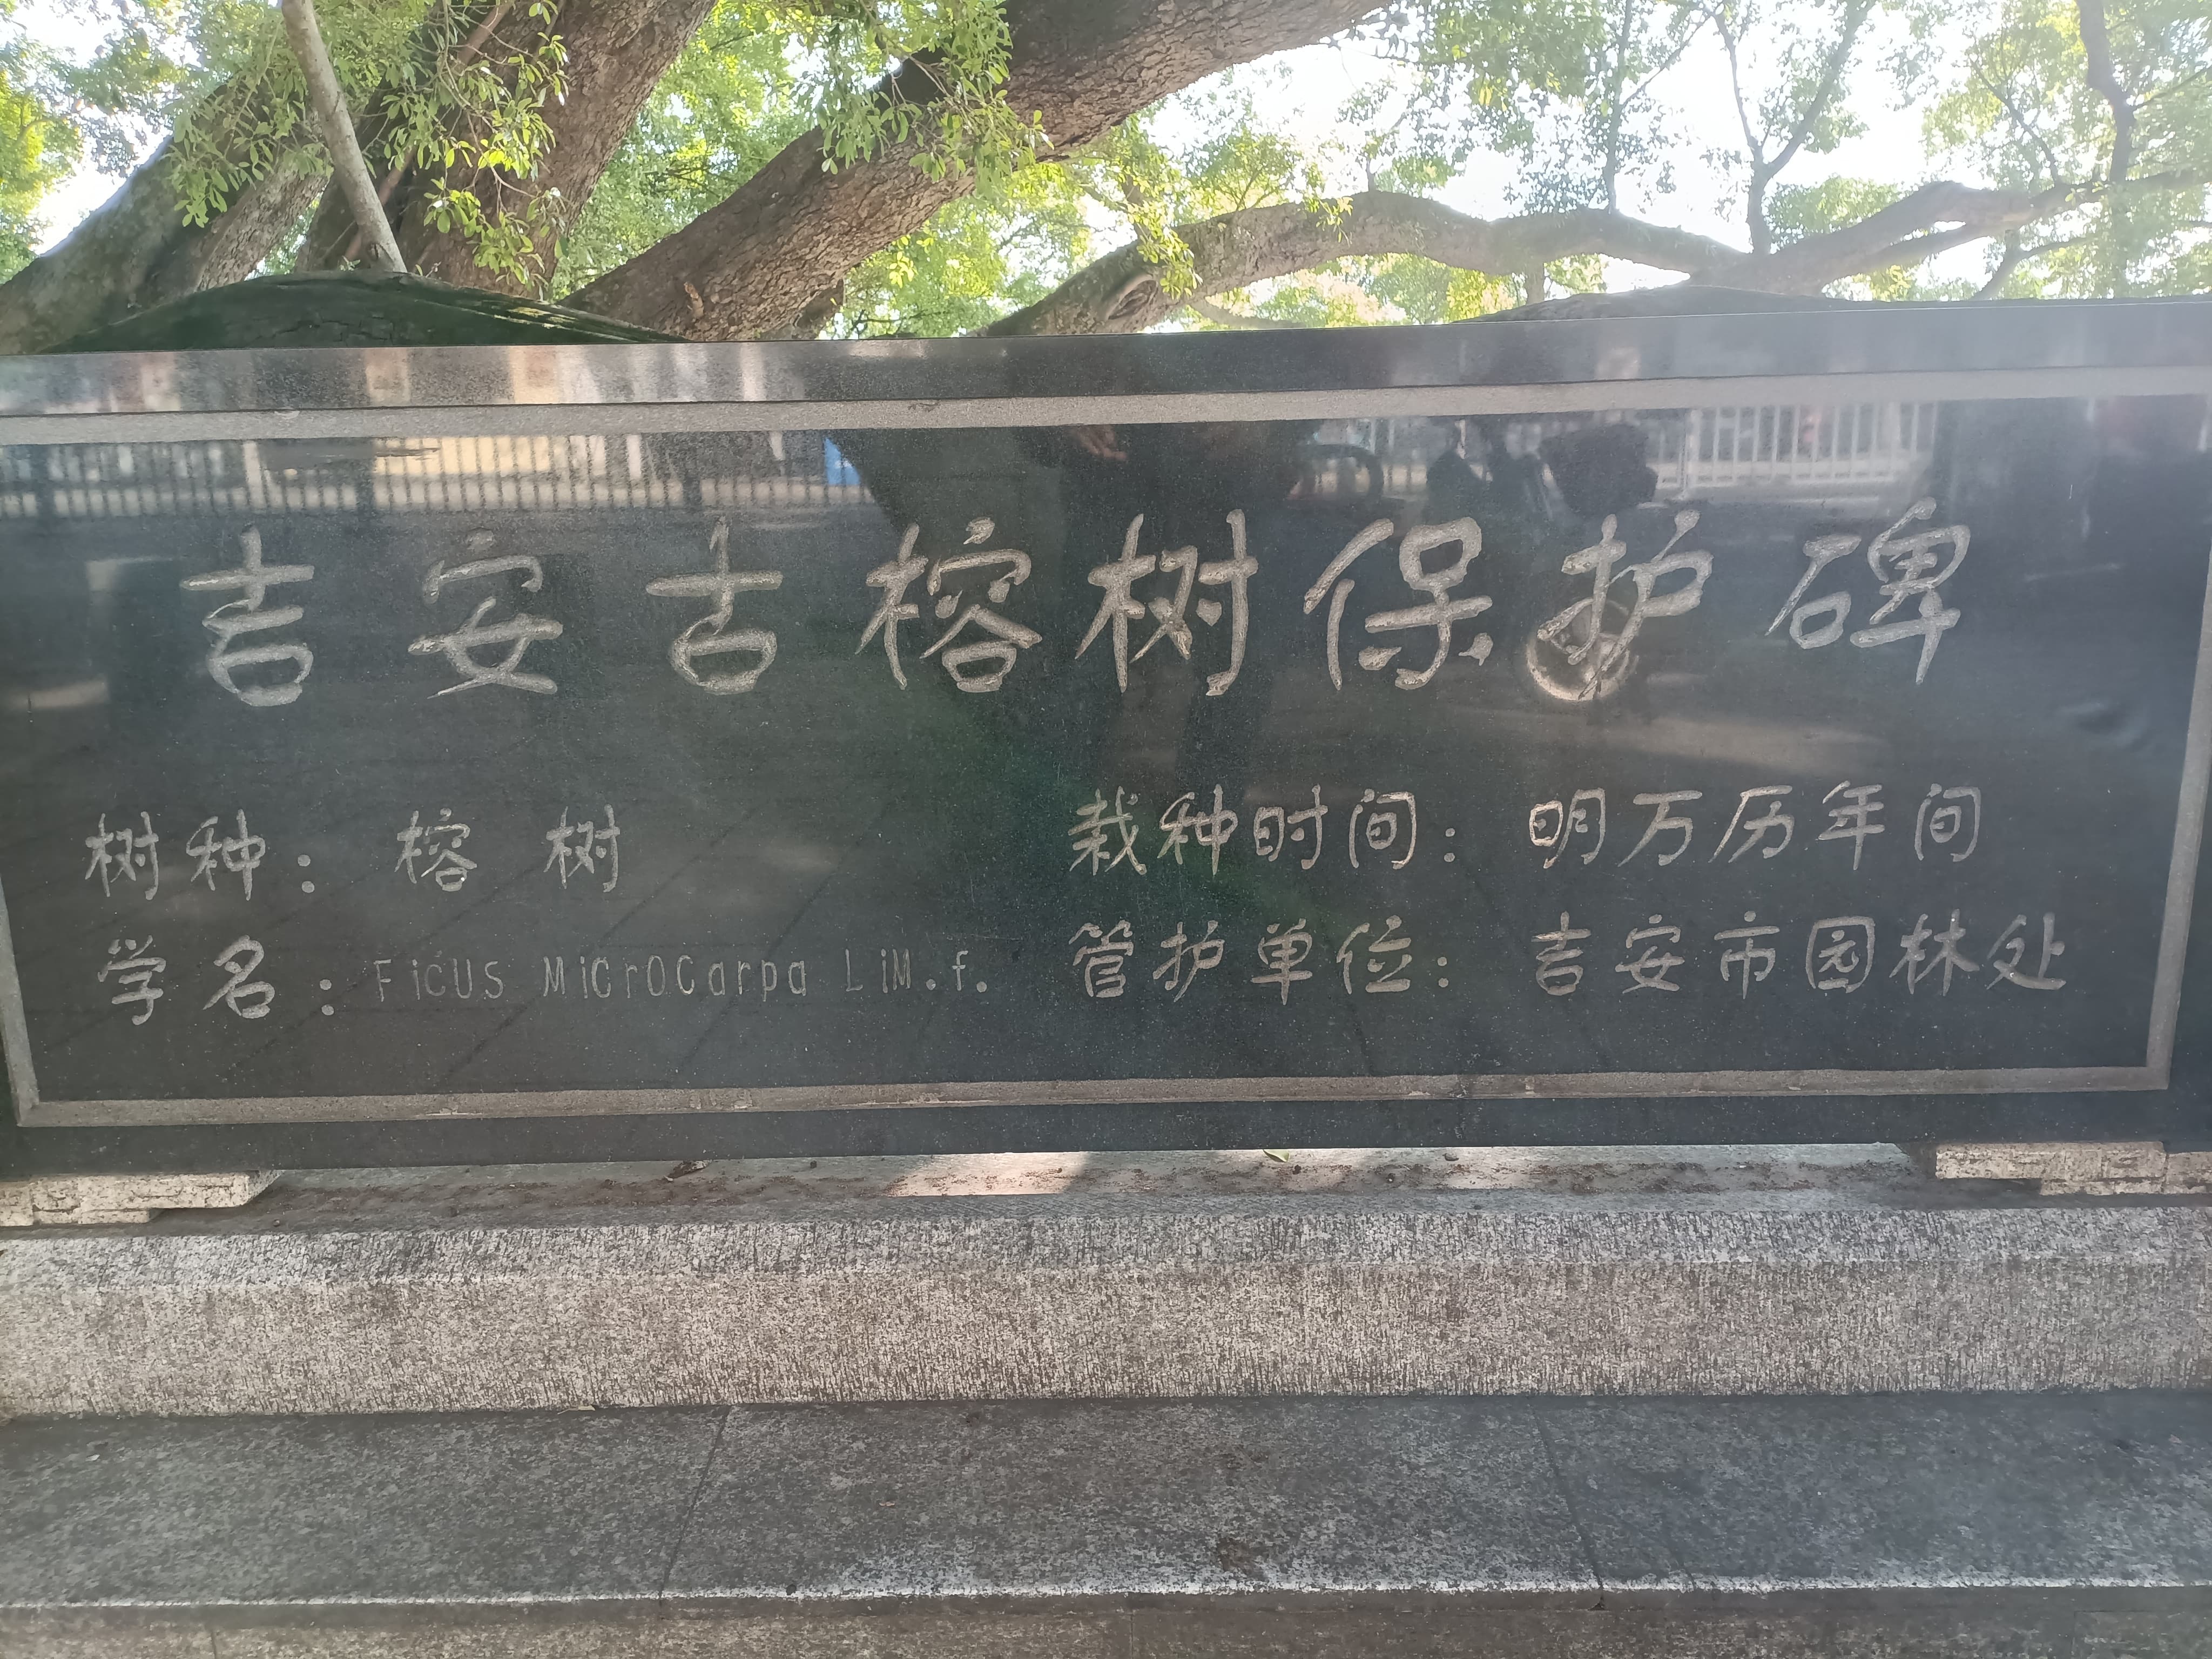 吉安古榕树保护碑
树种：榕树
栽种时间：明万历年间
学名：Ficus MicrOCarpa LiM.f.
管护单位：吉安市园林处